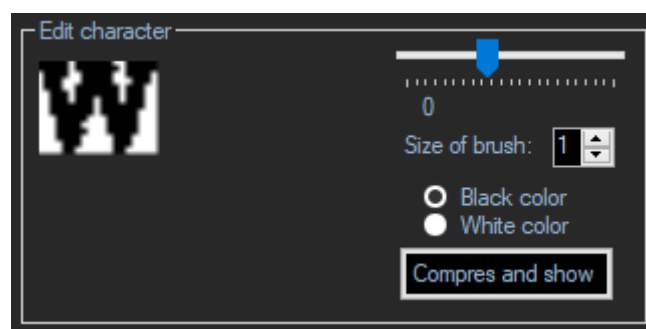 Edit character
W
0
Size of brush: 1
Black color
White color
Compres and show